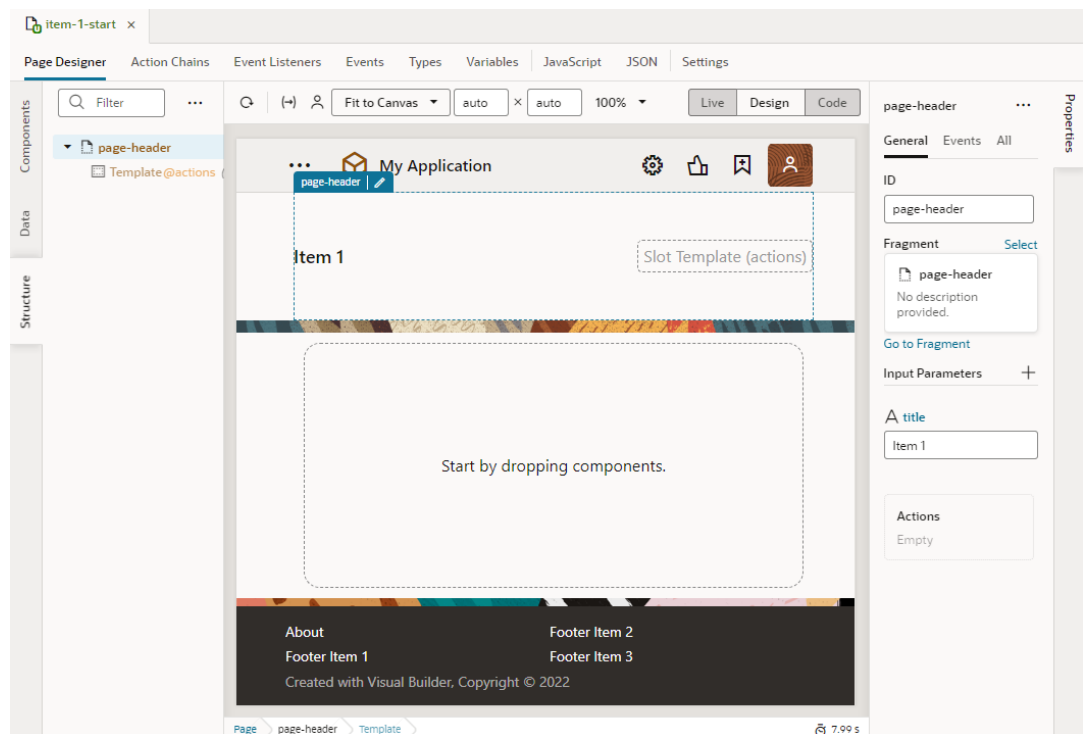 item-1-start ×
Page Designer Action Chains Event Listeners Events Types Variables JavaScript JSON Settings
Components
Data
Structure
Filter ...
page-header
Template @actions
Fit to Canvas auto × auto 100% Live Design Code
... My Application
page-header
Item 1 Slot Template (actions)
Start by dropping components.
About Footer Item 2
Footer Item 1 Footer Item 3
Created with Visual Builder, Copyright © 2022
Page page-header Template 7.99 s
page-header ...
General Events All
ID
page-header
Fragment Select
page-header
No description
provided.
Go to Fragment
Input Parameters +
A title
Item 1
Actions
Empty
Properties